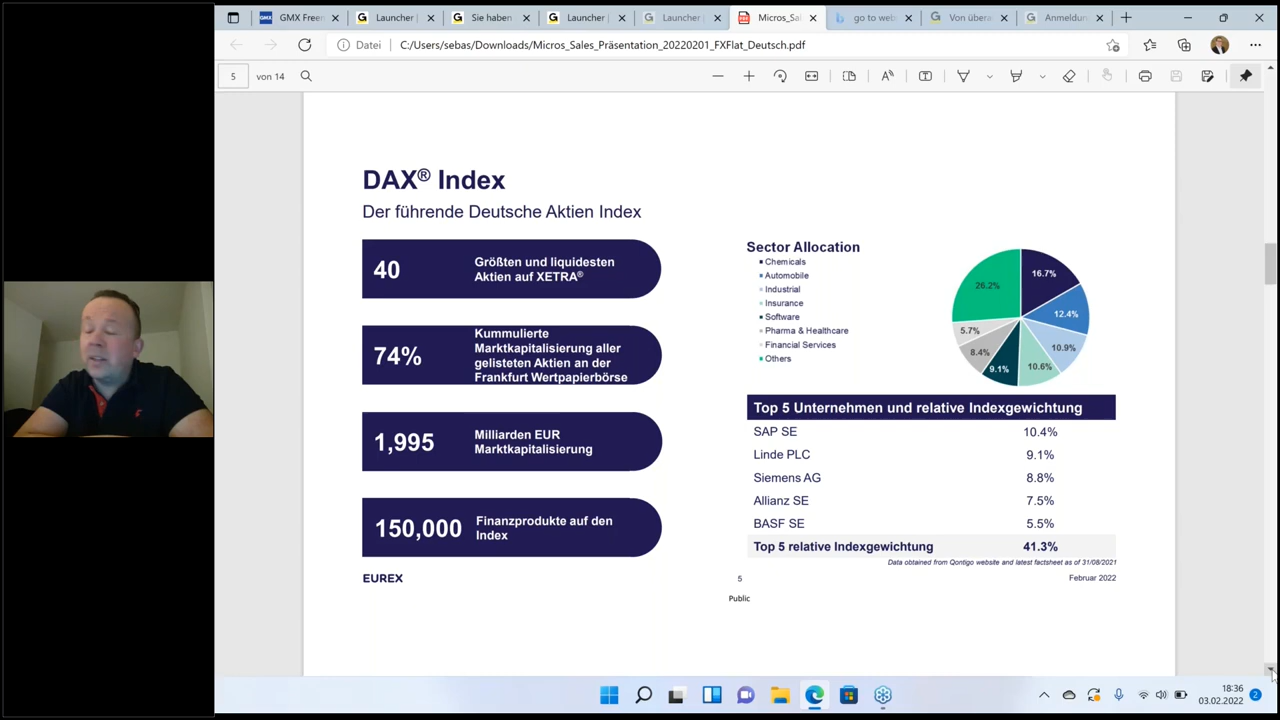 GMX Freen
Launcher |
Sie haben
Launcher |
Launcher |
Micros_Sal
go to web
Von übera
Anmeldun
Datei
C:/Users/sebas/Downloads/Micros_Sales_Präsentation_20220201_FXFlat_Deutsch.pdf
5 von 14
DAX® Index
Der führende Deutsche Aktien Index
40
Größten und liquidesten
Aktien auf XETRA®
74%
Kummulierte
Marktkapitalisierung aller
gelisteten Aktien an der
Frankfurt Wertpapierbörse
1,995
Milliarden EUR
Marktkapitalisierung
150,000
Finanzprodukte auf den
Index
Sector Allocation
Chemicals
Automobile
Industrial
Insurance
Software
Pharma & Healthcare
Financial Services
Others
16.7%
12.4%
10.9%
10.6%
9.1%
8.4%
5.7%
26.2%
Top 5 Unternehmen und relative Indexgewichtung
SAP SE 10.4%
Linde PLC 9.1%
Siemens AG 8.8%
Allianz SE 7.5%
BASF SE 5.5%
Top 5 relative Indexgewichtung 41.3%
Data obtained from Qontigo website and latest factsheet as of 31/08/2021
EUREX
5
Februar 2022
Public
18:36
03.02.2022
2